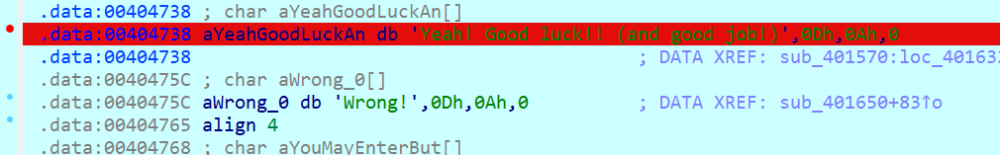 .data:00404738 ; char aYeahGoodLuckAn[]
.data:00404738 aYeahGoodLuckAn db 'Yeah! Good luck!! (and good job!)',0Dh,0Ah,0
.data:00404738 ; DATA XREF: sub_401570:loc_40163
.data:0040475C ; char aWrong_0[]
.data:0040475C aWrong_0 db 'Wrong!',0Dh,0Ah,0 ; DATA XREF: sub_401650+83↑o
.data:00404765 align 4
.data:00404768 ; char aYouMayEnterBut[]